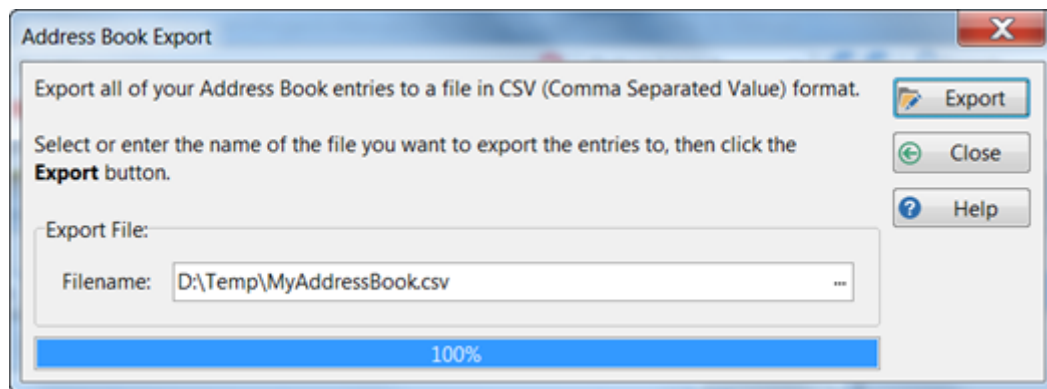 Address Book Export
Export all of your Address Book entries to a file in CSV (Comma Separated Value) format.
Select or enter the name of the file you want to export the entries to, then click the
Export button.
Export
Close
Help
Export File:
Filename: D:\Temp\MyAddressBook.csv ...
100%